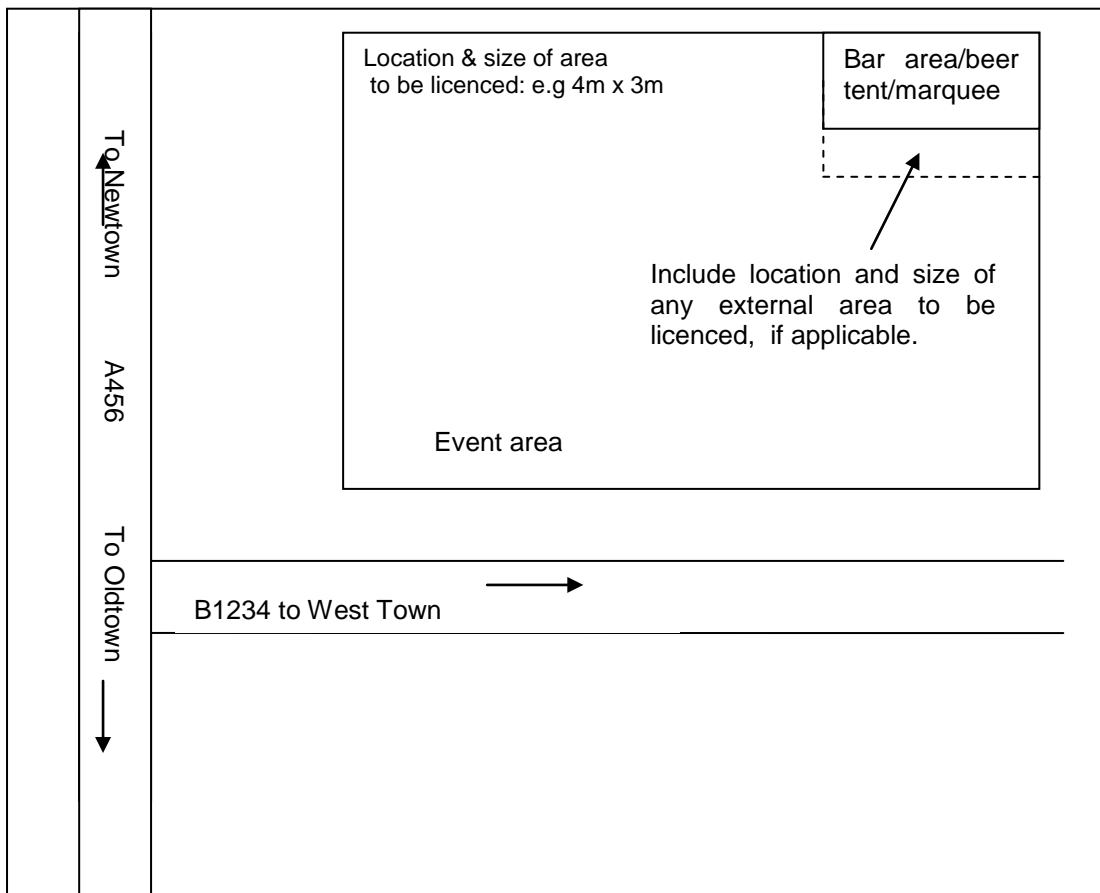 Location & size of area
to be licenced: e.g 4m x 3m
Bar area/beer
tent/marquee
Include location and size of
any external area to be
licenced, if applicable.
Event area
To Newtown
A456
To Oldtown
B1234 to West Town